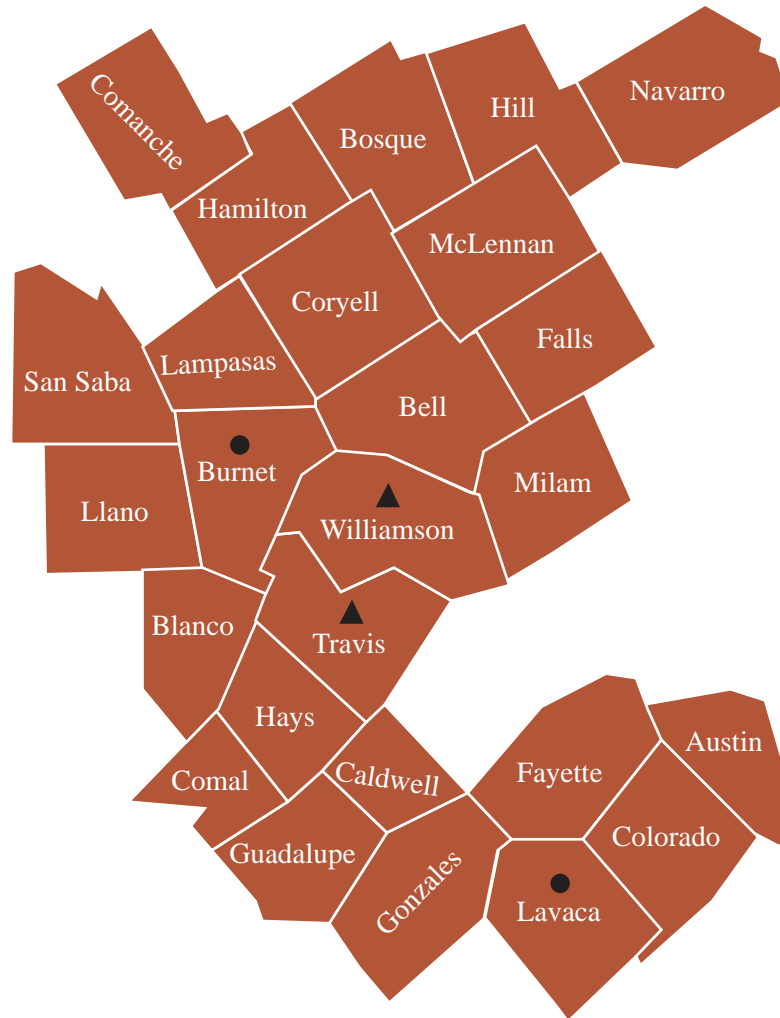 Comanche
Bosque
Hill
Navarro
Hamilton
McLennan
Coryell
Falls
San Saba
Lampasas
Bell
Burnet
Milam
Llano
Williamson
Blanco
Travis
Hays
Comal
Caldwell
Fayette
Austin
Guadalupe
Gonzales
Colorado
Lavaca